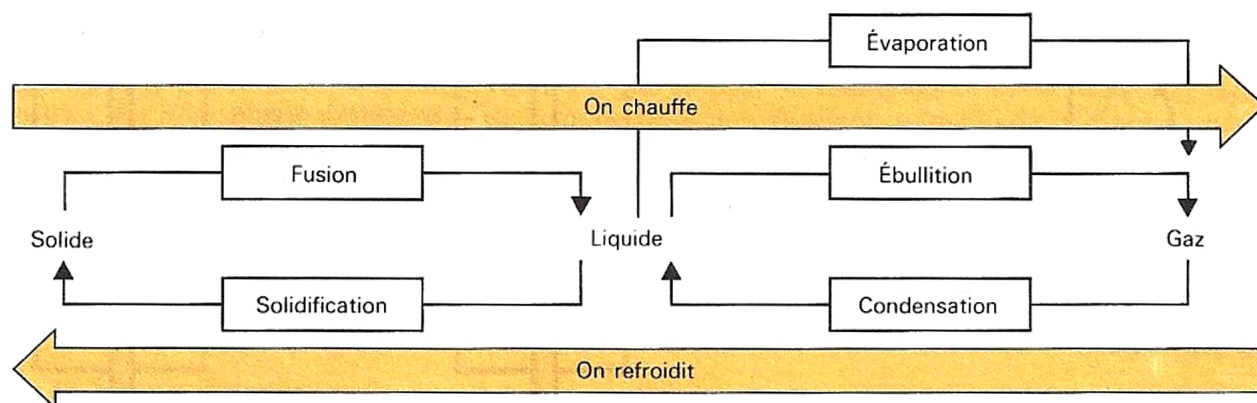 Évaporation
On chauffe
Fusion
Ébullition
Solide
Liquide
Gaz
Solidification
Condensation
On refroidit